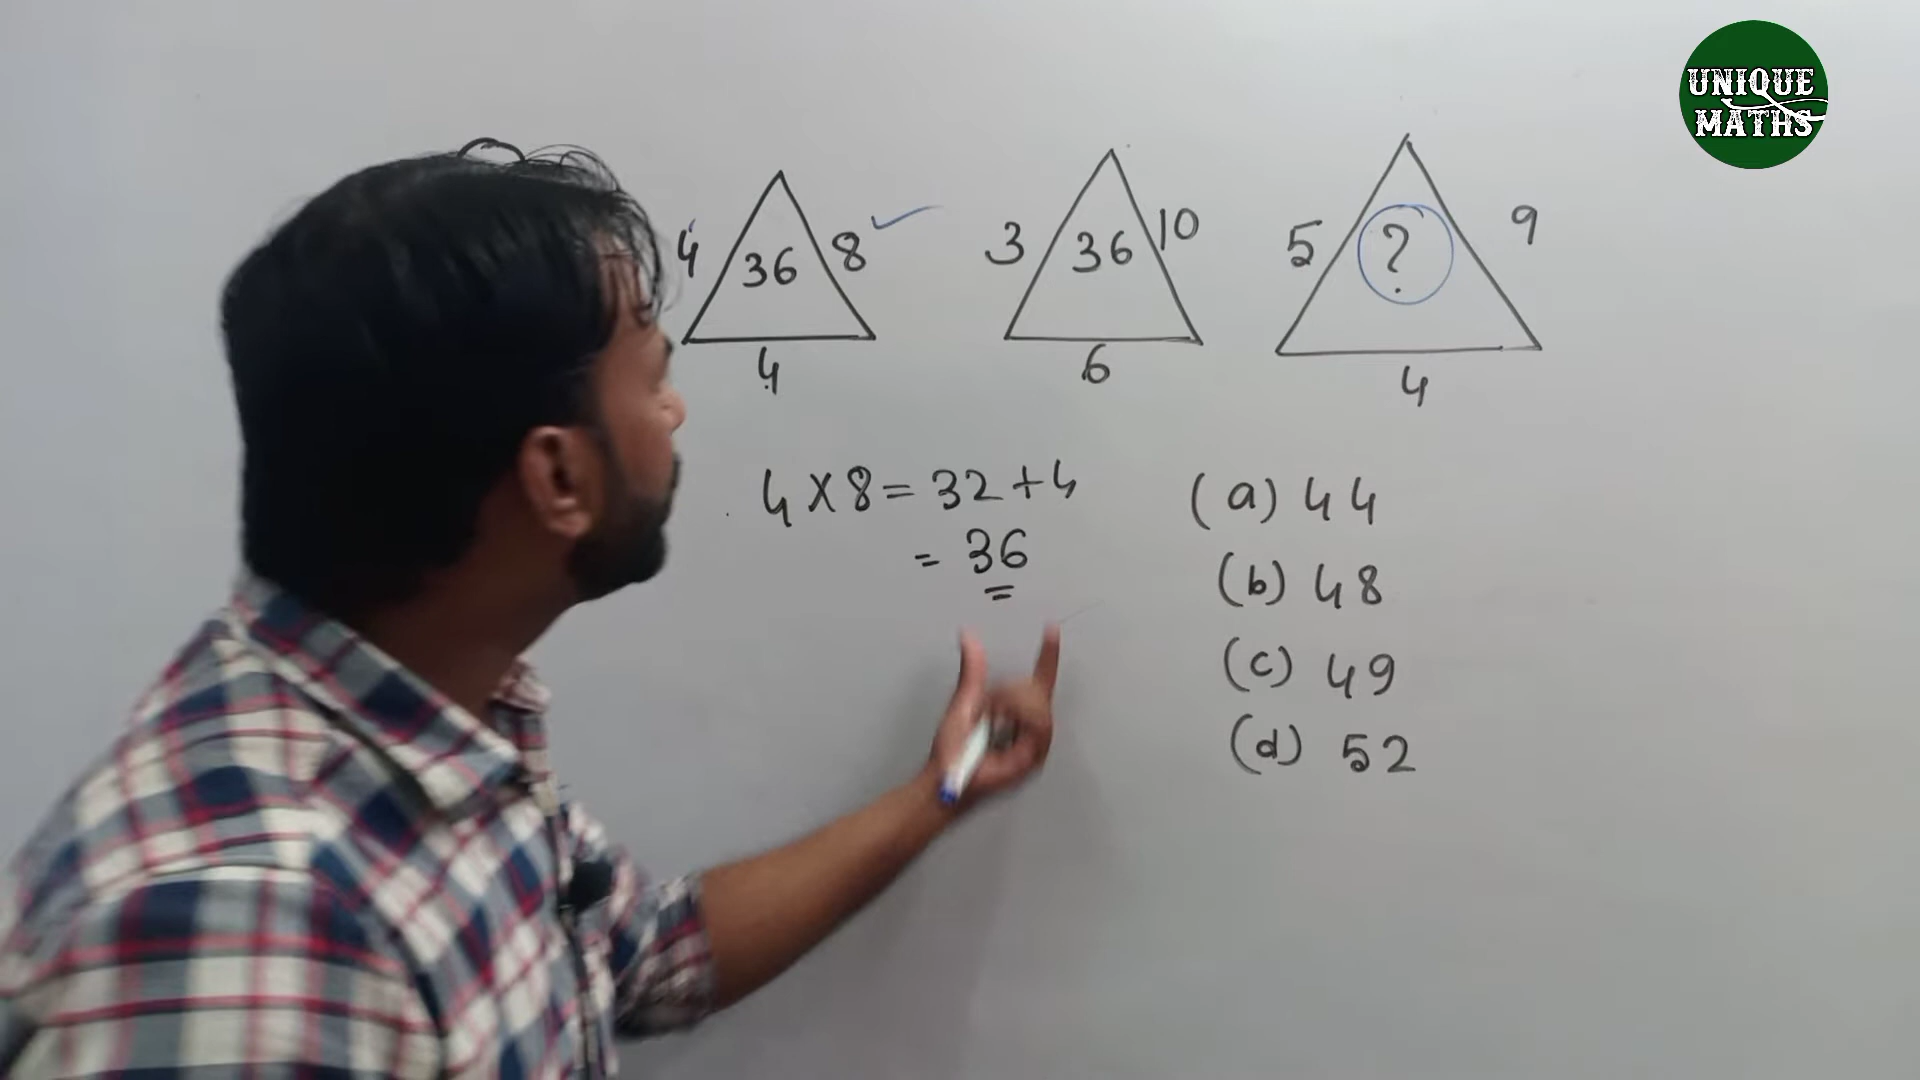 UNIQUE
MATHS
4 36 8 ✓
4
3 36 10
6
5 ? 9
4
4 × 8 = 32 + 4
= 36
(a) 44
(b) 48
(c) 49
(d) 52